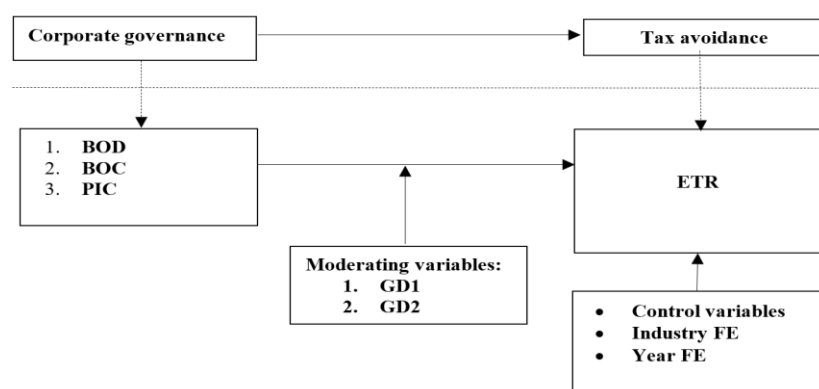 Corporate governance
Tax avoidance
1. BOD
2. BOC
3. PIC
ETR
Moderating variables:
1. GD1
2. GD2
• Control variables
• Industry FE
• Year FE